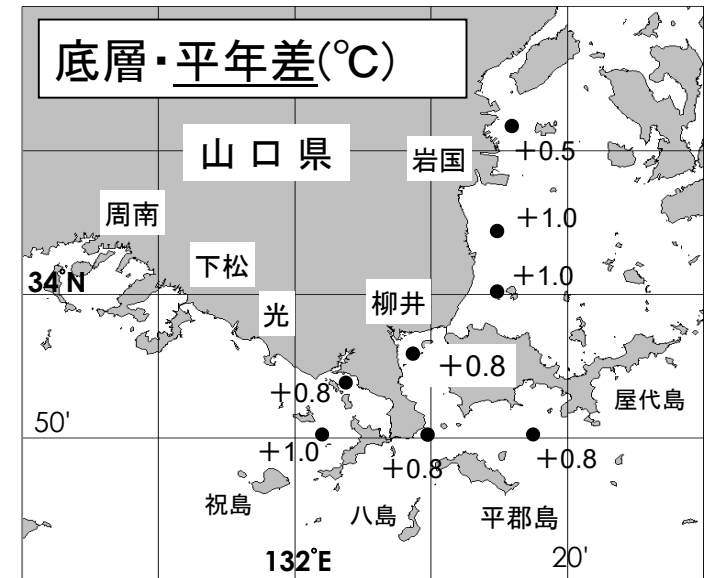 底層・平年差(℃)
山口県
岩国
+0.5
周南
+1.0
下松
34°N
+1.0
光
柳井
+0.8
+0.8
屋代島
50'
+1.0
+0.8
+0.8
祝島
八島
平郡島
132°E
20'